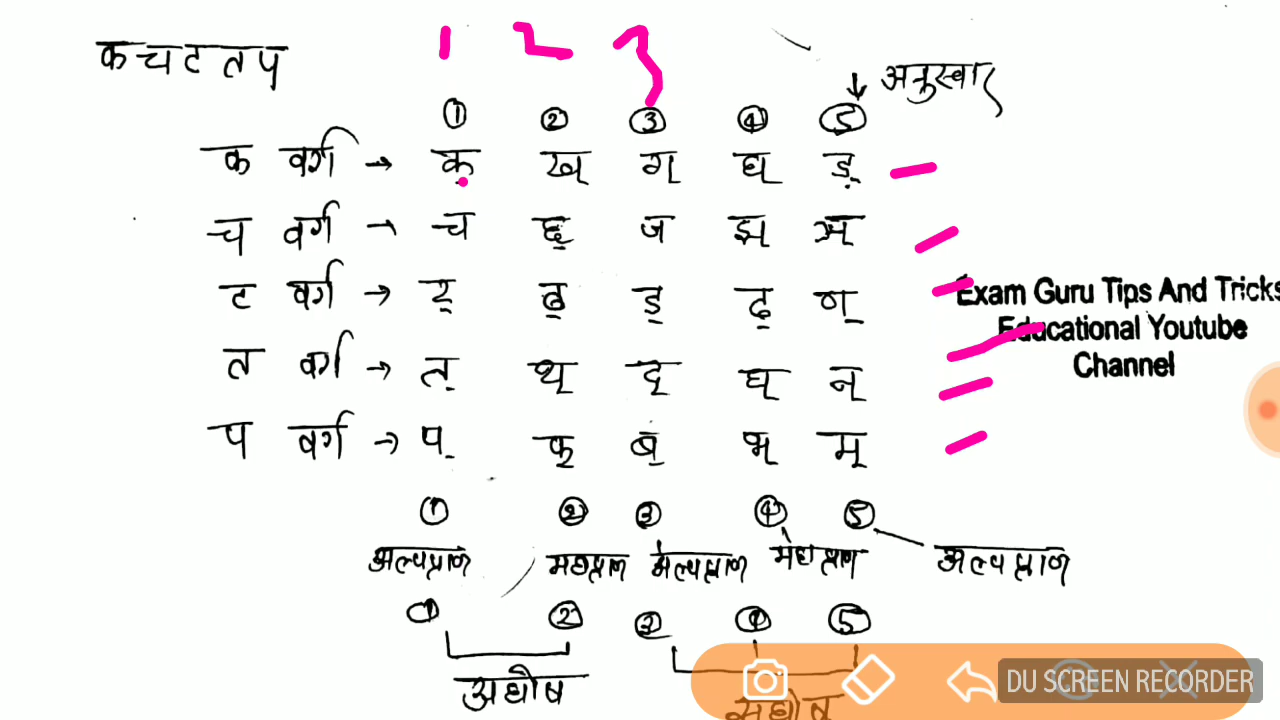 क च ट त प
1 2 3
अनुस्वार
① ② ③ ④ ⑤
क वर्ग → क् ख् ग् घ् ङ्
च वर्ग → च छ् ज झ् ञ्
ट वर्ग → ट् ठ् ड् ढ् ण्
त वर्ग → त् थ् द् ध् न्
प वर्ग → प् फ् ब् भ् म्
Exam Guru Tips And Tricks
Educational Youtube
Channel
① ② ③ ④ ⑤
अल्पप्राण महाप्राण अल्पप्राण महाप्राण अल्पप्राण
① ② ③ ④ ⑤
अघोष सघोष
DU SCREEN RECORDER